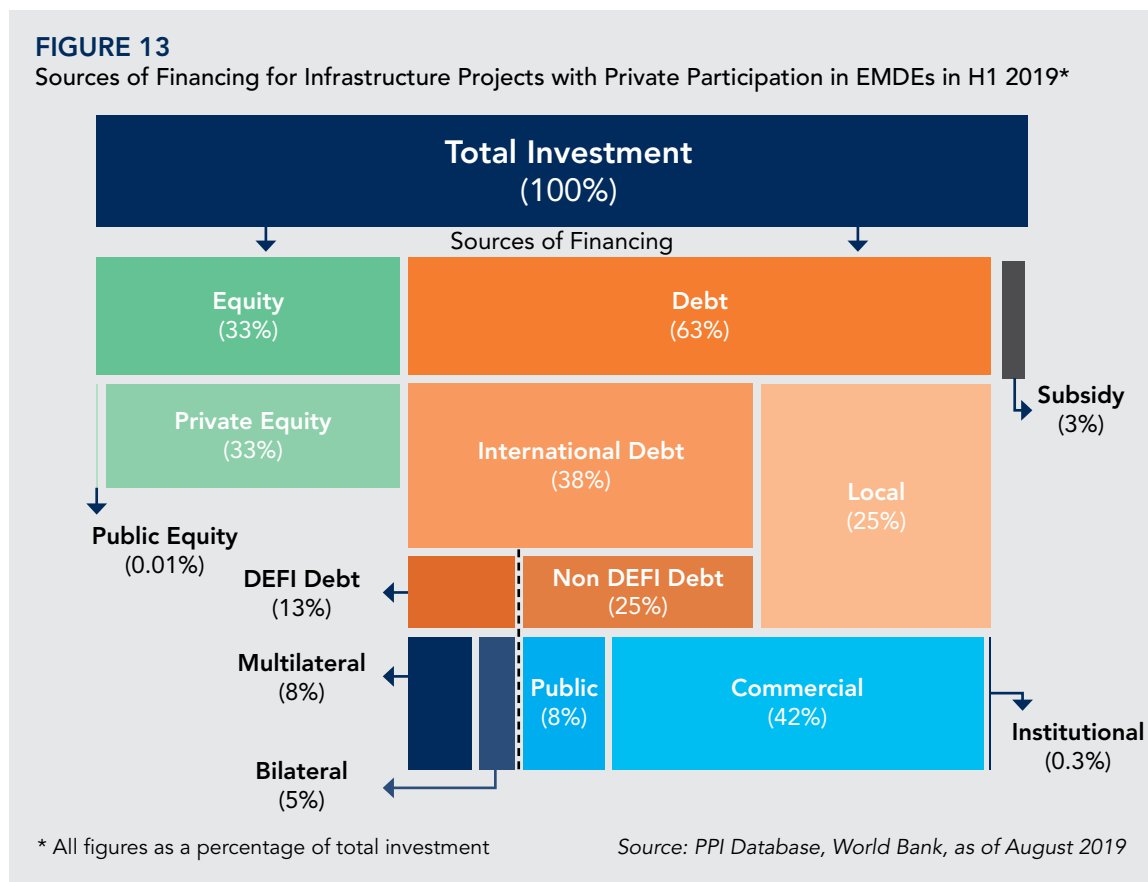 FIGURE 13
Sources of Financing for Infrastructure Projects with Private Participation in EMDEs in H1 2019*
Total Investment
(100%)
Sources of Financing
Equity
(33%)
Debt
(63%)
Subsidy
(3%)
Private Equity
(33%)
International Debt
(38%)
Local
(25%)
Public Equity
(0.01%)
DEFI Debt
(13%)
Non DEFI Debt
(25%)
Multilateral
(8%)
Public
(8%)
Commercial
(42%)
Institutional
(0.3%)
Bilateral
(5%)
* All figures as a percentage of total investment
Source: PPI Database, World Bank, as of August 2019